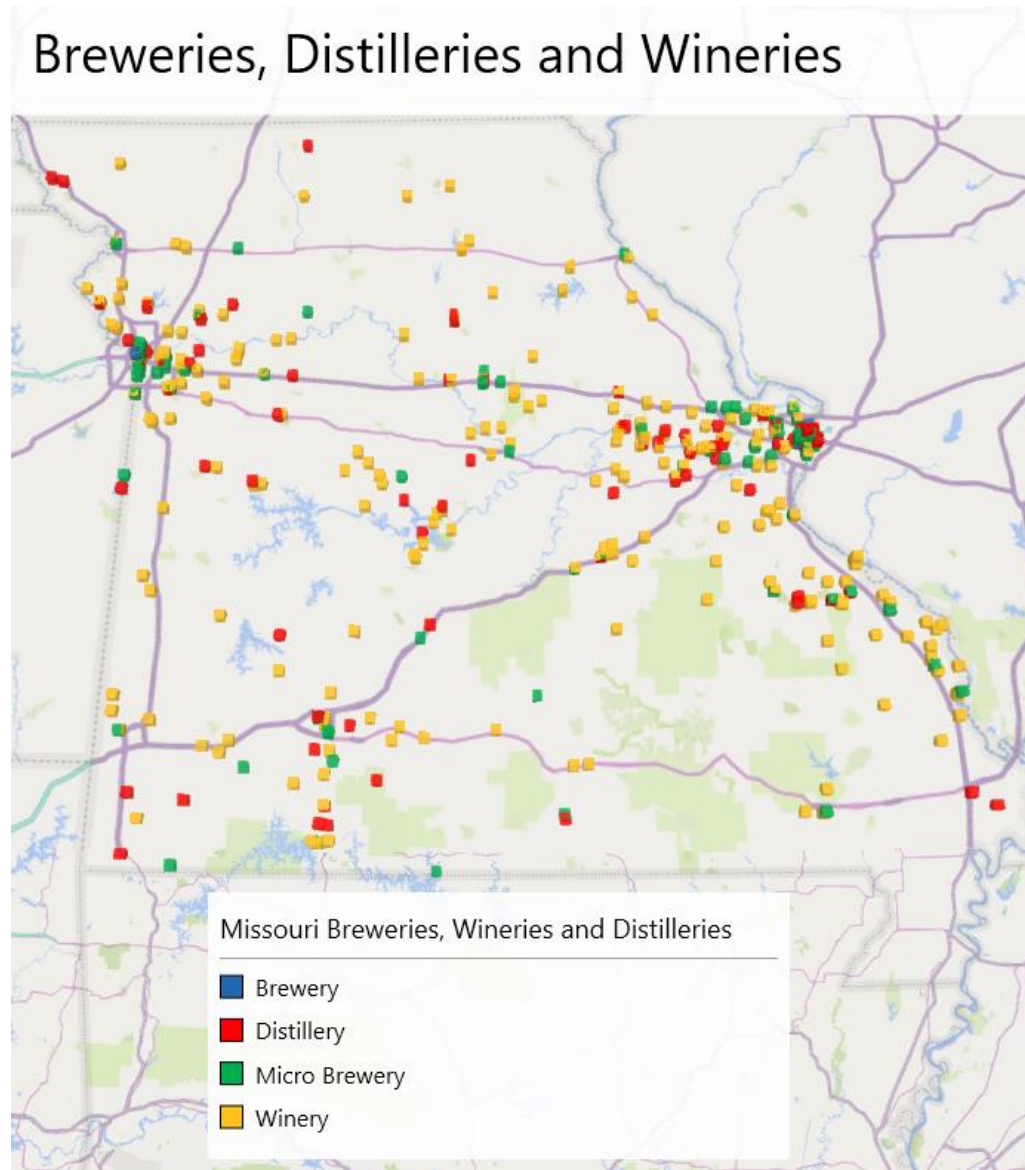 Breweries, Distilleries and Wineries
Missouri Breweries, Wineries and Distilleries
Brewery
Distillery
Micro Brewery
Winery